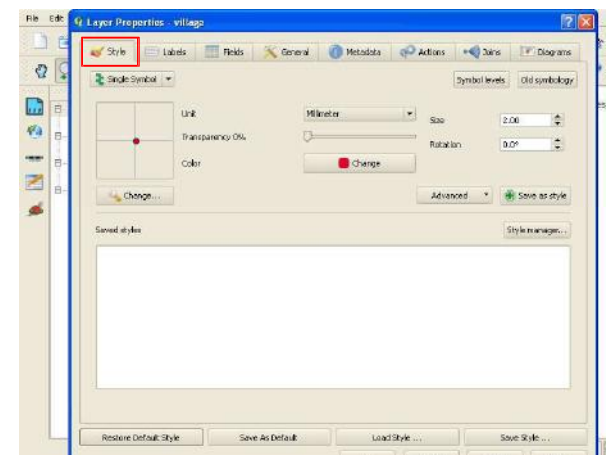 File Edit Layer Properties - village
Style Labels Fields General Metadata Actions Joins Diagrams
Single Symbol Symbol levels Old symbology
Unit Millimeter Size 2.00
Transparency 0% Rotation 0.0°
Color Change
Change... Advanced Save as style
Saved styles Style manager...
Restore Default Style Save As Default Load Style ... Save Style ...